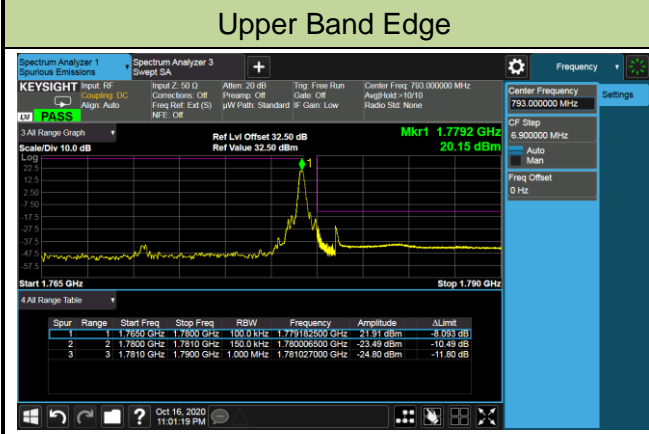 Upper Band Edge
Spectrum Analyzer 1
Spurious Emissions
Spectrum Analyzer 3
Swept SA
Frequency
KEYSIGHT Input: RF
Coupling: DC
Align: Auto
Input Z: 50 Ω
Corrections: Off
Freq Ref: Ext (S)
NFE: Off
Atten: 20 dB
Preamp: Off
µW Path: Standard
Trig: Free Run
Gate: Off
IF Gain: Low
Center Freq: 793.000000 MHz
Avg|Hold:>10/10
Radio Std: None
LXI PASS
Center Frequency
793.000000 MHz
Settings
CF Step
6.900000 MHz
Auto
Man
Freq Offset
0 Hz
3 All Range Graph
Scale/Div 10.0 dB
Ref Lvl Offset 32.50 dB
Ref Value 32.50 dBm
Mkr1 1.7792 GHz
20.15 dBm
Log
22.5
12.5
2.50
-7.50
-17.5
-27.5
-37.5
-47.5
-57.5
1
Start 1.765 GHz
Stop 1.790 GHz
4 All Range Table
Spur Range Start Freq Stop Freq RBW Frequency Amplitude ΔLimit
1 1 1.7650 GHz 1.7800 GHz 100.0 kHz 1.779182500 GHz 21.91 dBm -8.093 dB
2 2 1.7800 GHz 1.7810 GHz 150.0 kHz 1.780006500 GHz -23.49 dBm -10.49 dB
3 3 1.7810 GHz 1.7900 GHz 1.000 MHz 1.781027000 GHz -24.80 dBm -11.80 dB
Oct 16, 2020
11:01:19 PM